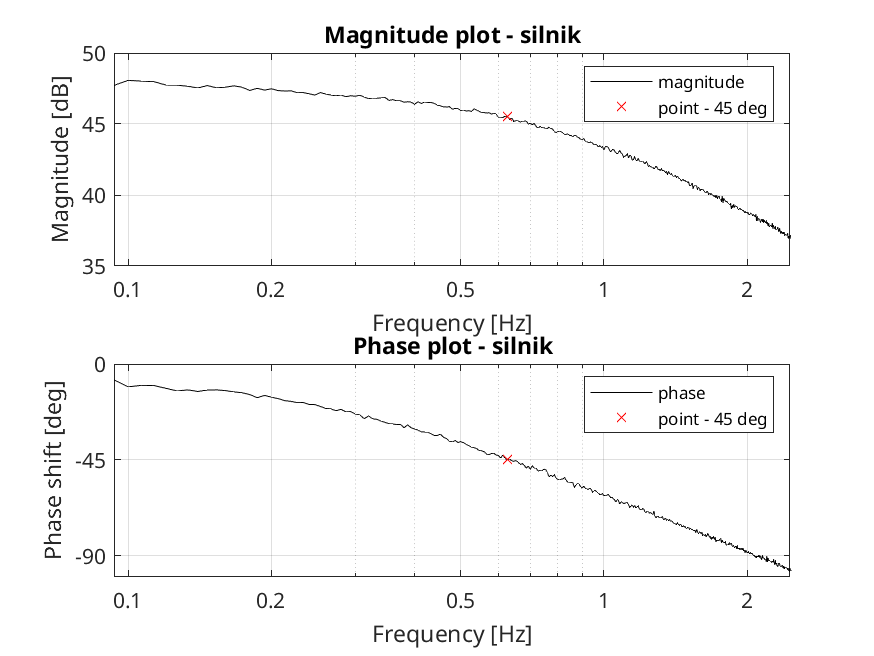 Magnitude plot - silnik
Magnitude [dB]
50
45
40
35
magnitude
point - 45 deg
0.1 0.2 0.5 1 2
Frequency [Hz]
Phase plot - silnik
Phase shift [deg]
0
-45
-90
phase
point - 45 deg
0.1 0.2 0.5 1 2
Frequency [Hz]